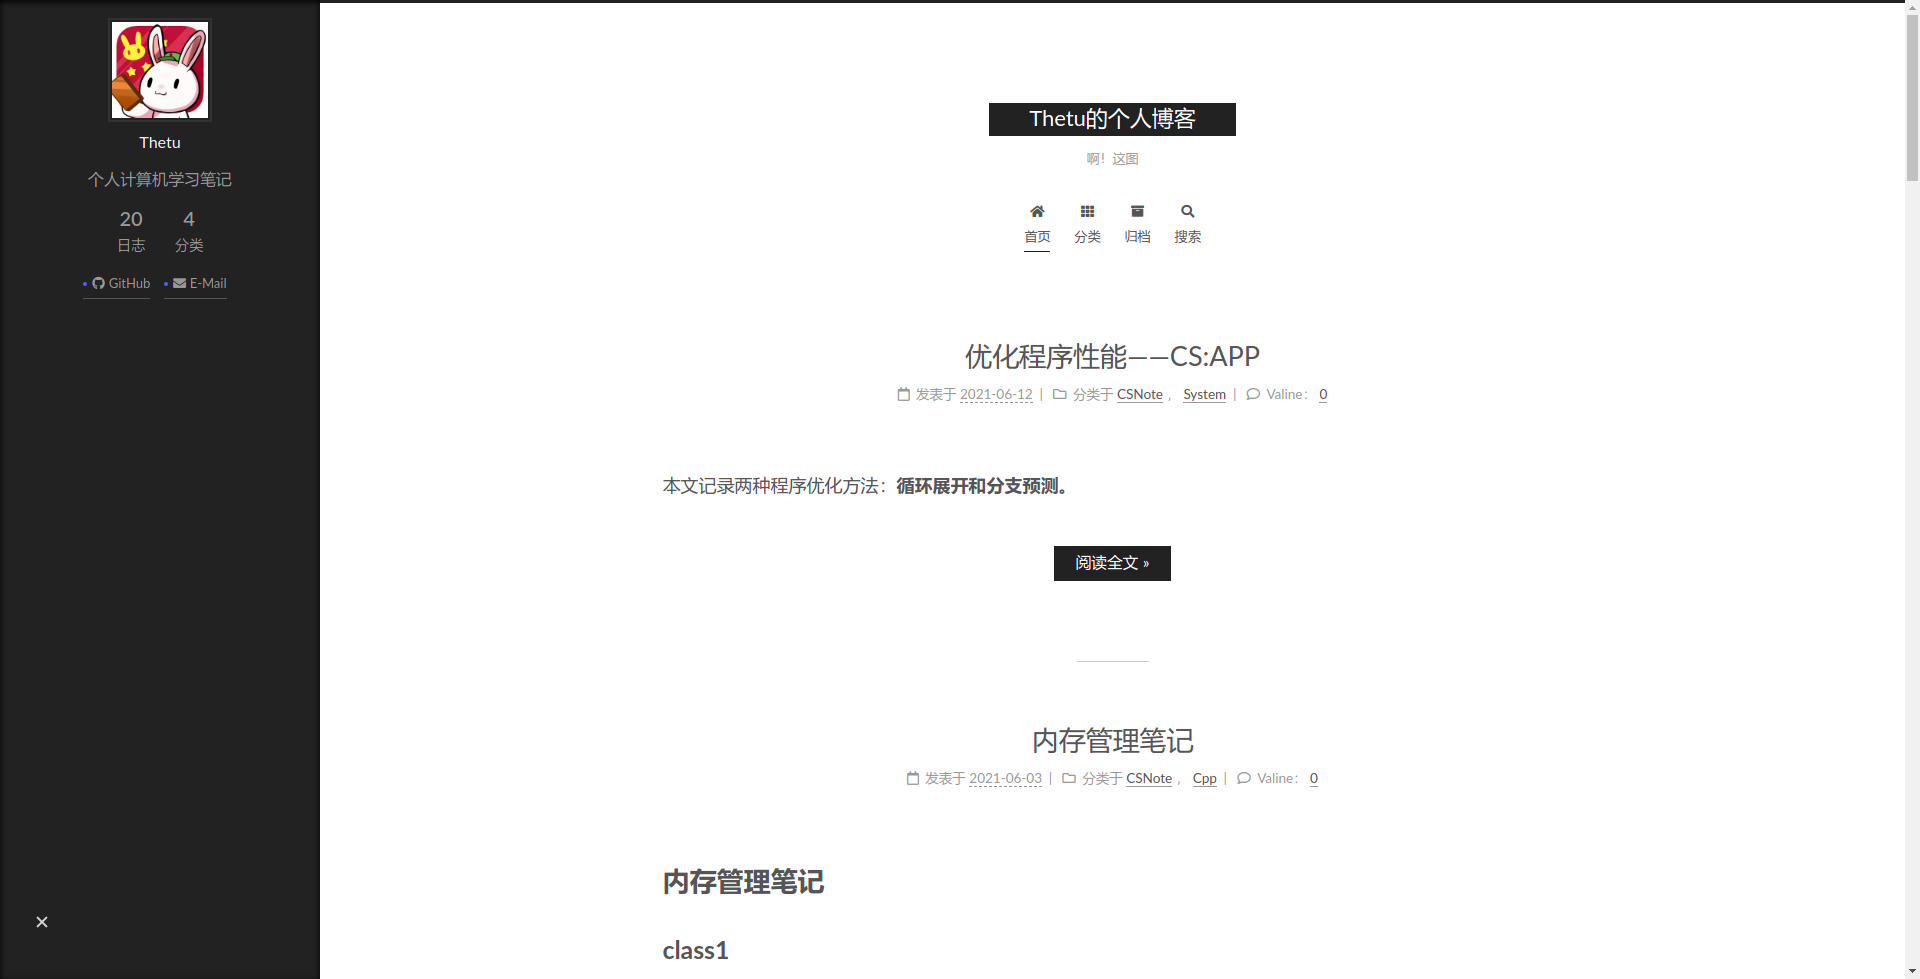 Thetu
个人计算机学习笔记
20
日志
4
分类
GitHub
E-Mail
Thetu的个人博客
啊！这图
首页
分类
归档
搜索
优化程序性能——CS:APP
发表于 2021-06-12 | 分类于 CSNote ， System | Valine： 0
本文记录两种程序优化方法：循环展开和分支预测。
阅读全文 »
内存管理笔记
发表于 2021-06-03 | 分类于 CSNote ， Cpp | Valine： 0
内存管理笔记
class1